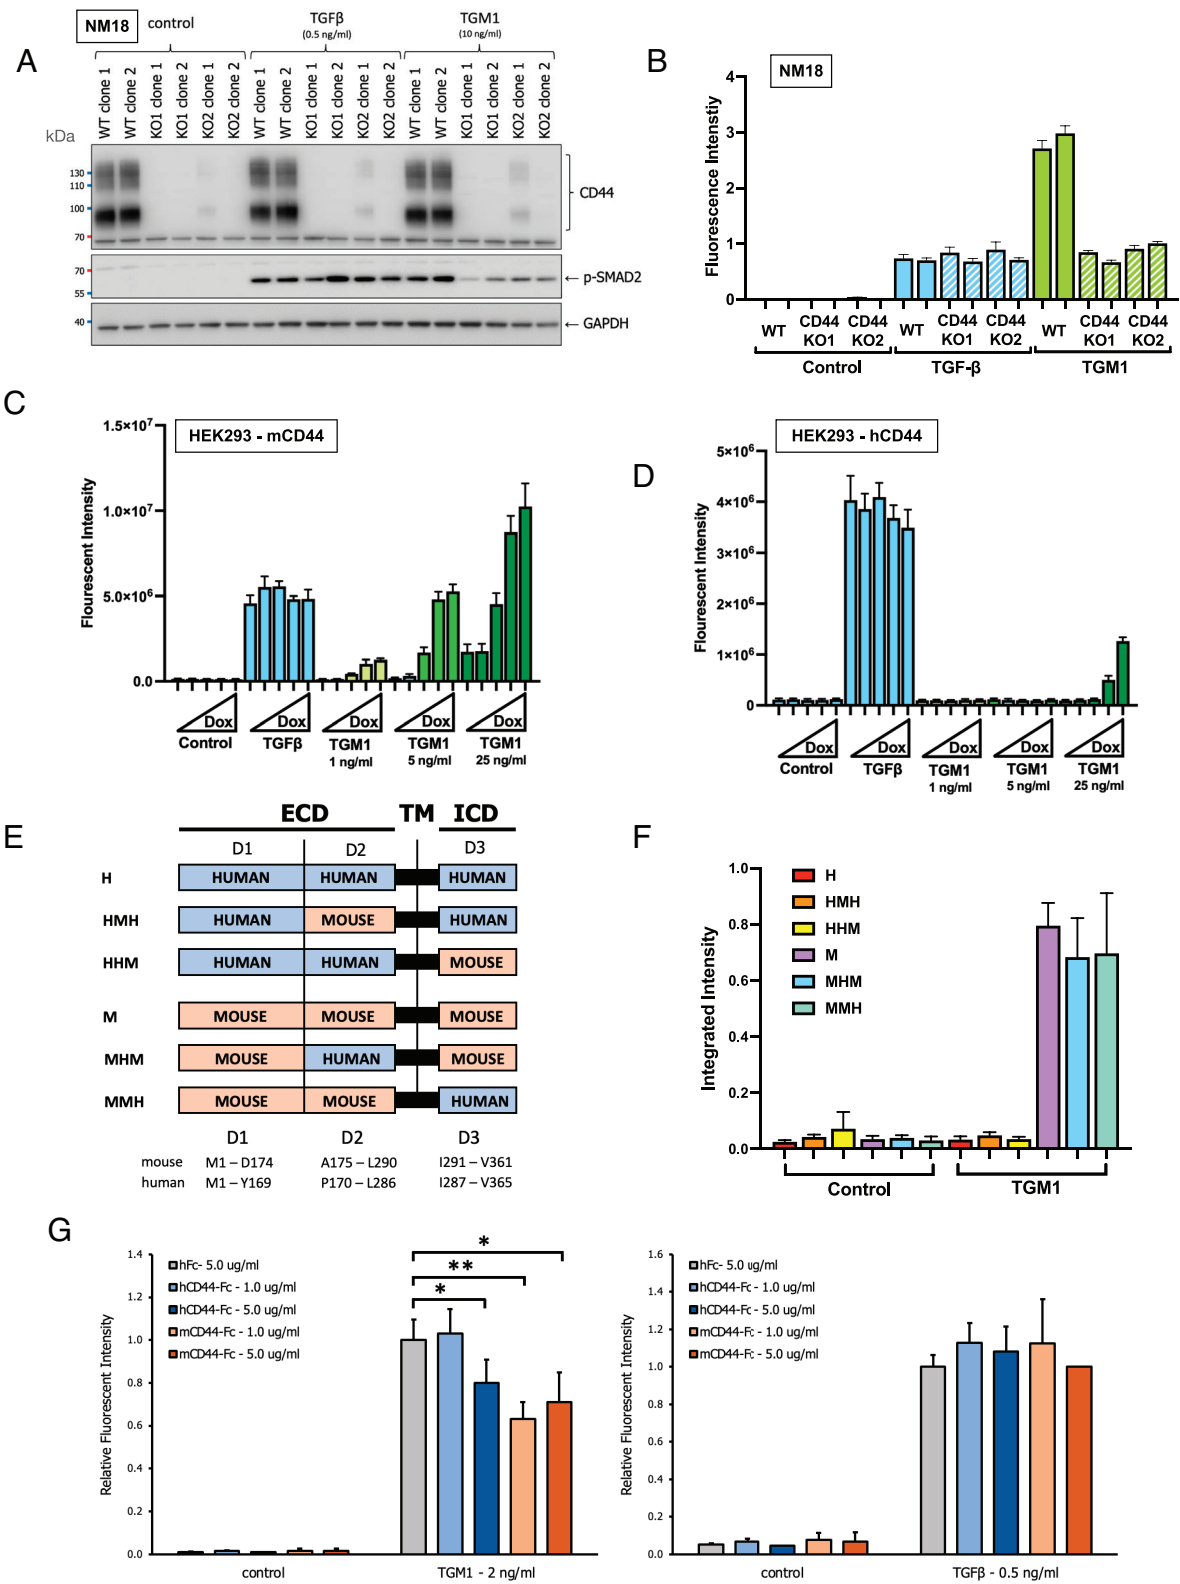 A
NM18
control
TGFβ
(0.5 ng/ml)
TGM1
(10 ng/ml)
WT clone 1
WT clone 2
KO1 clone 1
KO1 clone 2
KO2 clone 1
KO2 clone 2
WT clone 1
WT clone 2
KO1 clone 1
KO1 clone 2
KO2 clone 1
KO2 clone 2
WT clone 1
WT clone 2
KO1 clone 1
KO1 clone 2
KO2 clone 1
KO2 clone 2
kDa
130
110
100
70
CD44
70
55
← p-SMAD2
40
← GAPDH
B
NM18
Fluorescence Intenstiy
4
3
2
1
0
WT CD44 KO1 CD44 KO2 WT CD44 KO1 CD44 KO2 WT CD44 KO1 CD44 KO2
Control TGF-β TGM1
C
HEK293 - mCD44
Flourescent Intensity
1.5×10⁷
1.0×10⁷
5.0×10⁶
0.0
Dox Dox Dox Dox Dox
Control TGFβ TGM1 TGM1 TGM1
1 ng/ml 5 ng/ml 25 ng/ml
D
HEK293 - hCD44
Flourescent Intensity
5×10⁶
4×10⁶
3×10⁶
2×10⁶
1×10⁶
0
Dox Dox Dox Dox Dox
Control TGFβ TGM1 TGM1 TGM1
1 ng/ml 5 ng/ml 25 ng/ml
E
ECD TM ICD
D1 D2 D3
H HUMAN HUMAN HUMAN
HMH HUMAN MOUSE HUMAN
HHM HUMAN HUMAN MOUSE
M MOUSE MOUSE MOUSE
MHM MOUSE HUMAN MOUSE
MMH MOUSE MOUSE HUMAN
D1 D2 D3
mouse M1 – D174 A175 – L290 I291 – V361
human M1 – Y169 P170 – L286 I287 – V365
F
Integrated Intensity
1.0
0.8
0.6
0.4
0.2
0.0
H
HMH
HHM
M
MHM
MMH
Control TGM1
G
Relative Fluorescent Intensity
1.4
1.2
1.0
0.8
0.6
0.4
0.2
0.0
hFc- 5.0 ug/ml
hCD44-Fc - 1.0 ug/ml
hCD44-Fc - 5.0 ug/ml
mCD44-Fc - 1.0 ug/ml
mCD44-Fc - 5.0 ug/ml
*
**
*
control TGM1 - 2 ng/ml
Relative Fluorescent Intensity
1.6
1.4
1.2
1.0
0.8
0.6
0.4
0.2
0.0
hFc- 5.0 ug/ml
hCD44-Fc - 1.0 ug/ml
hCD44-Fc - 5.0 ug/ml
mCD44-Fc - 1.0 ug/ml
mCD44-Fc - 5.0 ug/ml
control TGFβ - 0.5 ng/ml